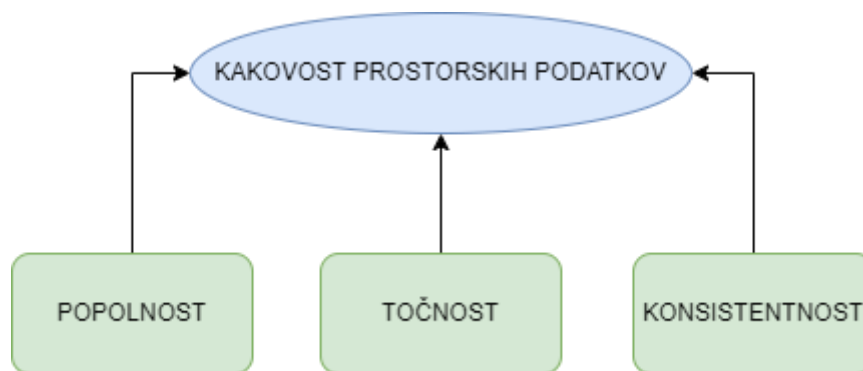 KAKOVOST PROSTORSKIH PODATKOV
POPOLNOST
TOČNOST
KONSISTENTNOST